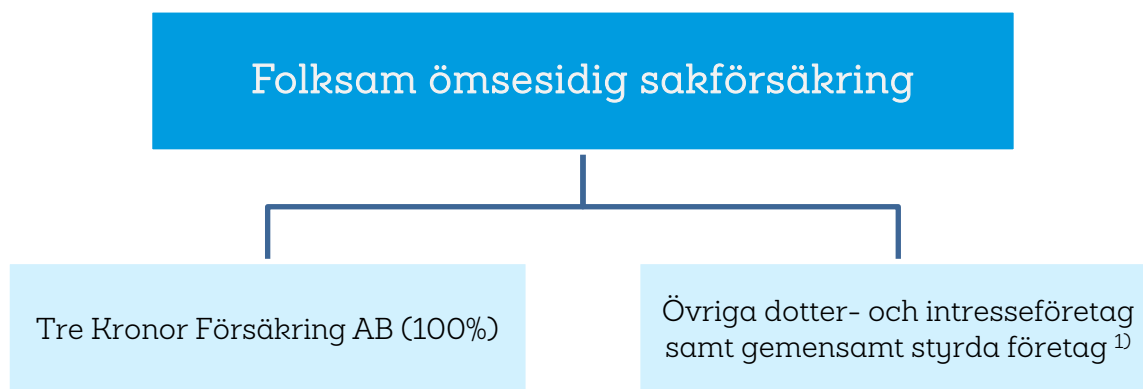 Folksam ömsesidig sakförsäkring
Tre Kronor Försäkring AB (100%)
Övriga dotter- och intresseföretag
samt gemensamt styrda företag ¹⁾